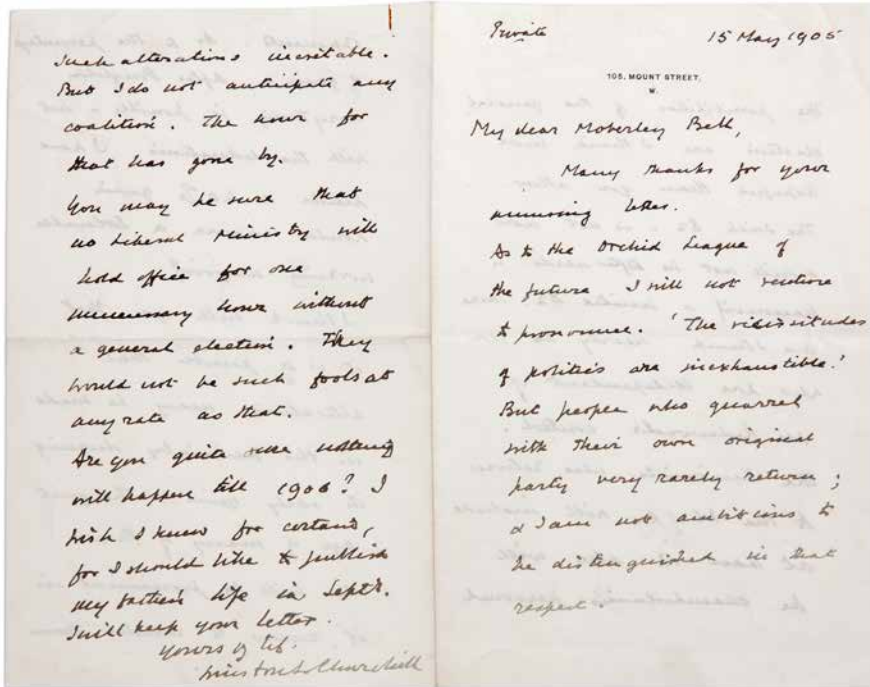 Private
15 May 1905
105, MOUNT STREET,
W.
My dear Moberley Bell,
Many thanks for your
amusing letter.
As to the Orchid League of
the future I will not venture
to pronounce. 'The vicissitudes
of politics are inexhaustible.'
But people who quarrel
with their own original
party very rarely return;
& I am not ambitious to
be distinguished in that
respect.
such alterations inevitable.
But I do not anticipate any
coalition. The hour for
that has gone by.
You may be sure that
no Liberal Ministry will
hold office for one
unnecessary hour without
a general election. They
would not be such fools at
any rate as that.
Are you quite sure nothing
will happen till 1906? I
wish I knew for certain,
for I should like to publish
my father's life in Septr.
I will keep your letter.
yours
Winston S. Churchill